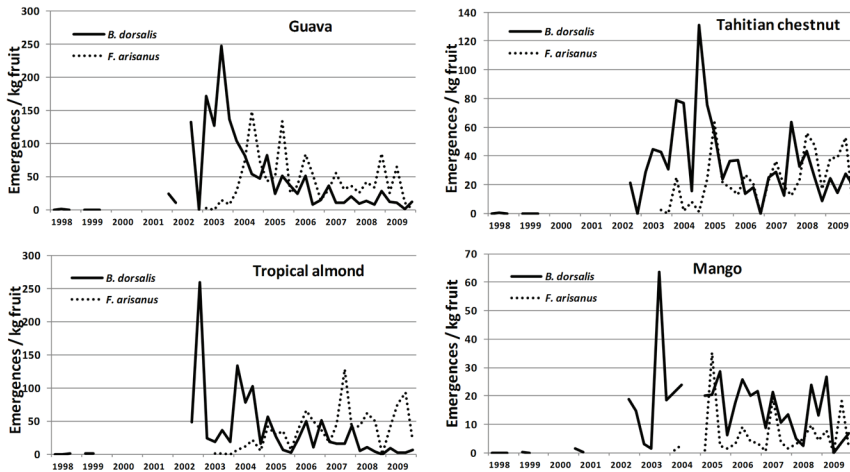 Guava
B. dorsalis
F. arisanus
Emergences / kg fruit
300
250
200
150
100
50
0
1998 1999 2000 2001 2002 2003 2004 2005 2006 2007 2008 2009
Tahitian chestnut
B. dorsalis
F. arisanus
Emergences / kg fruit
140
120
100
80
60
40
20
0
1998 1999 2000 2001 2002 2003 2004 2005 2006 2007 2008 2009
Tropical almond
B. dorsalis
F. arisanus
Emergences / kg fruit
300
250
200
150
100
50
0
1998 1999 2000 2001 2002 2003 2004 2005 2006 2007 2008 2009
Mango
B. dorsalis
F. arisanus
Emergences / kg fruit
70
60
50
40
30
20
10
0
1998 1999 2000 2001 2002 2003 2004 2005 2006 2007 2008 2009